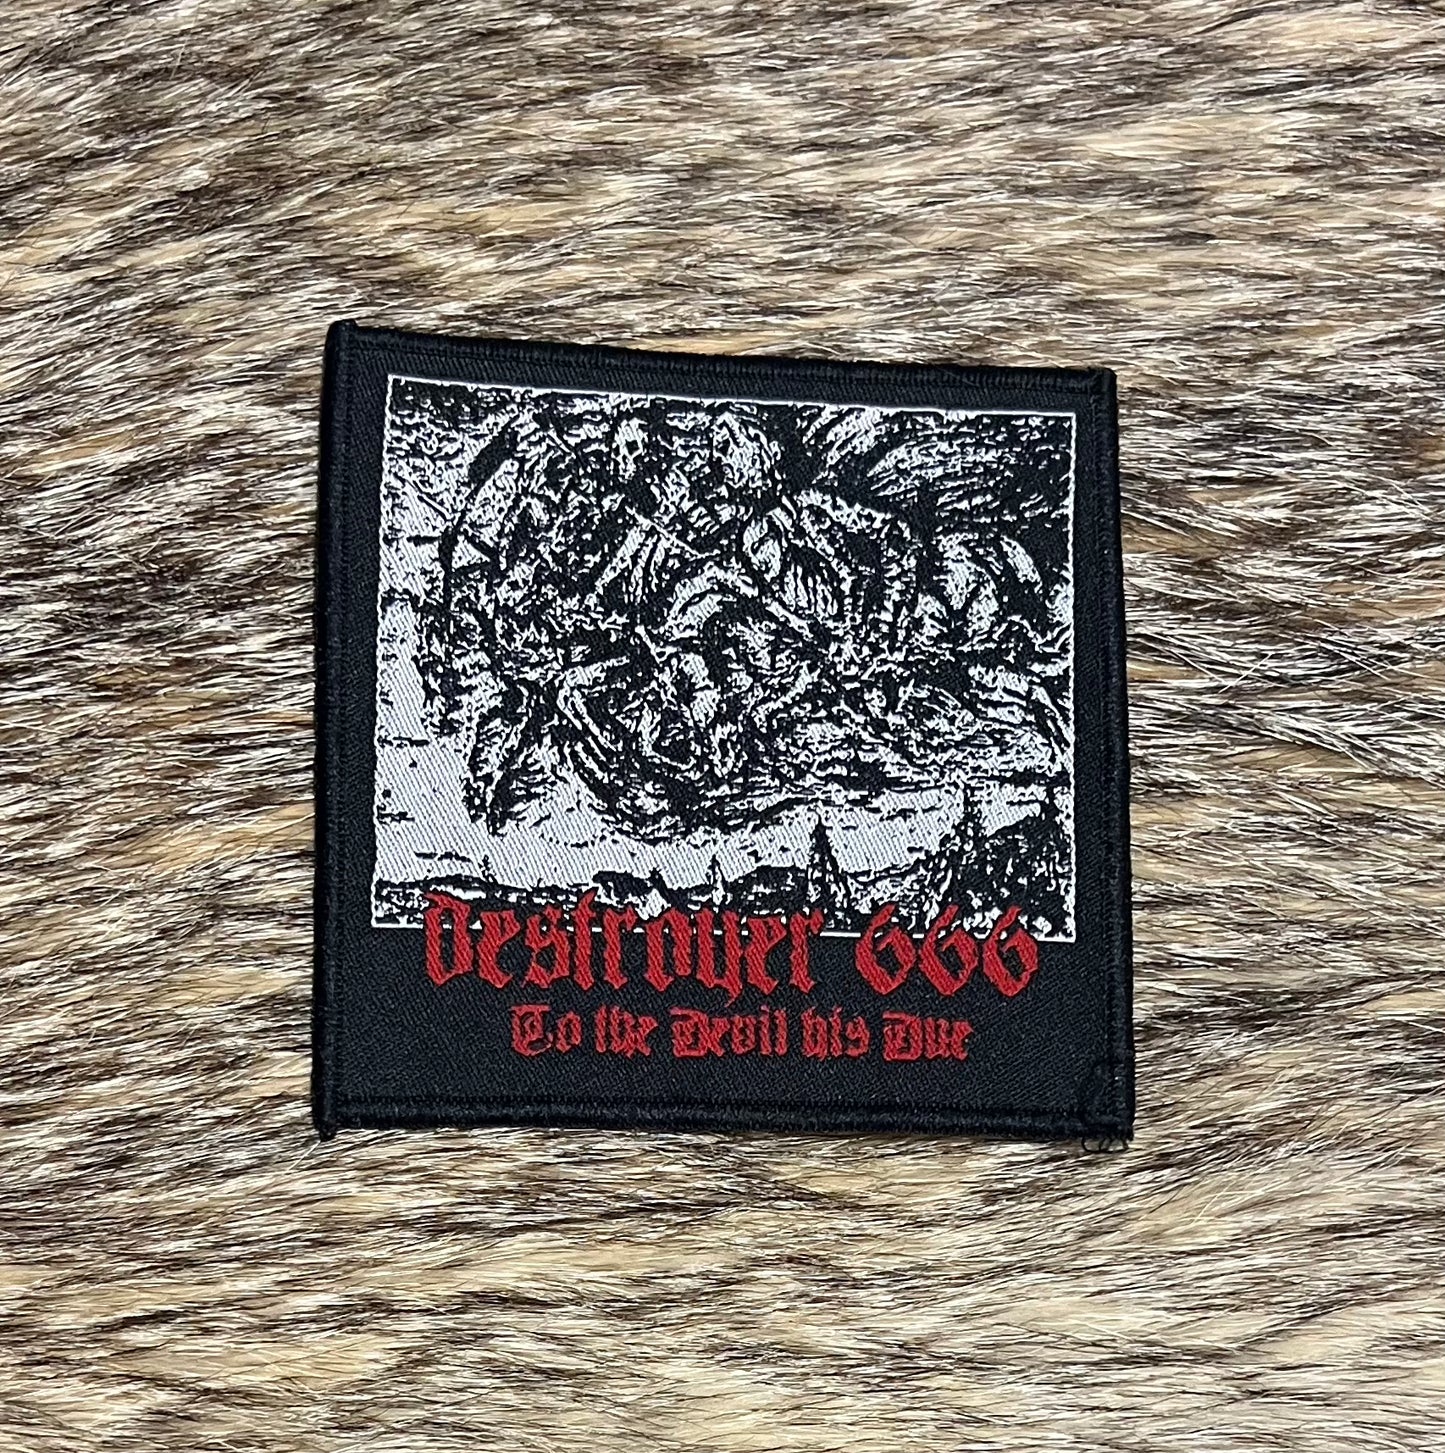 Destroyer 666
To the Devil his Due